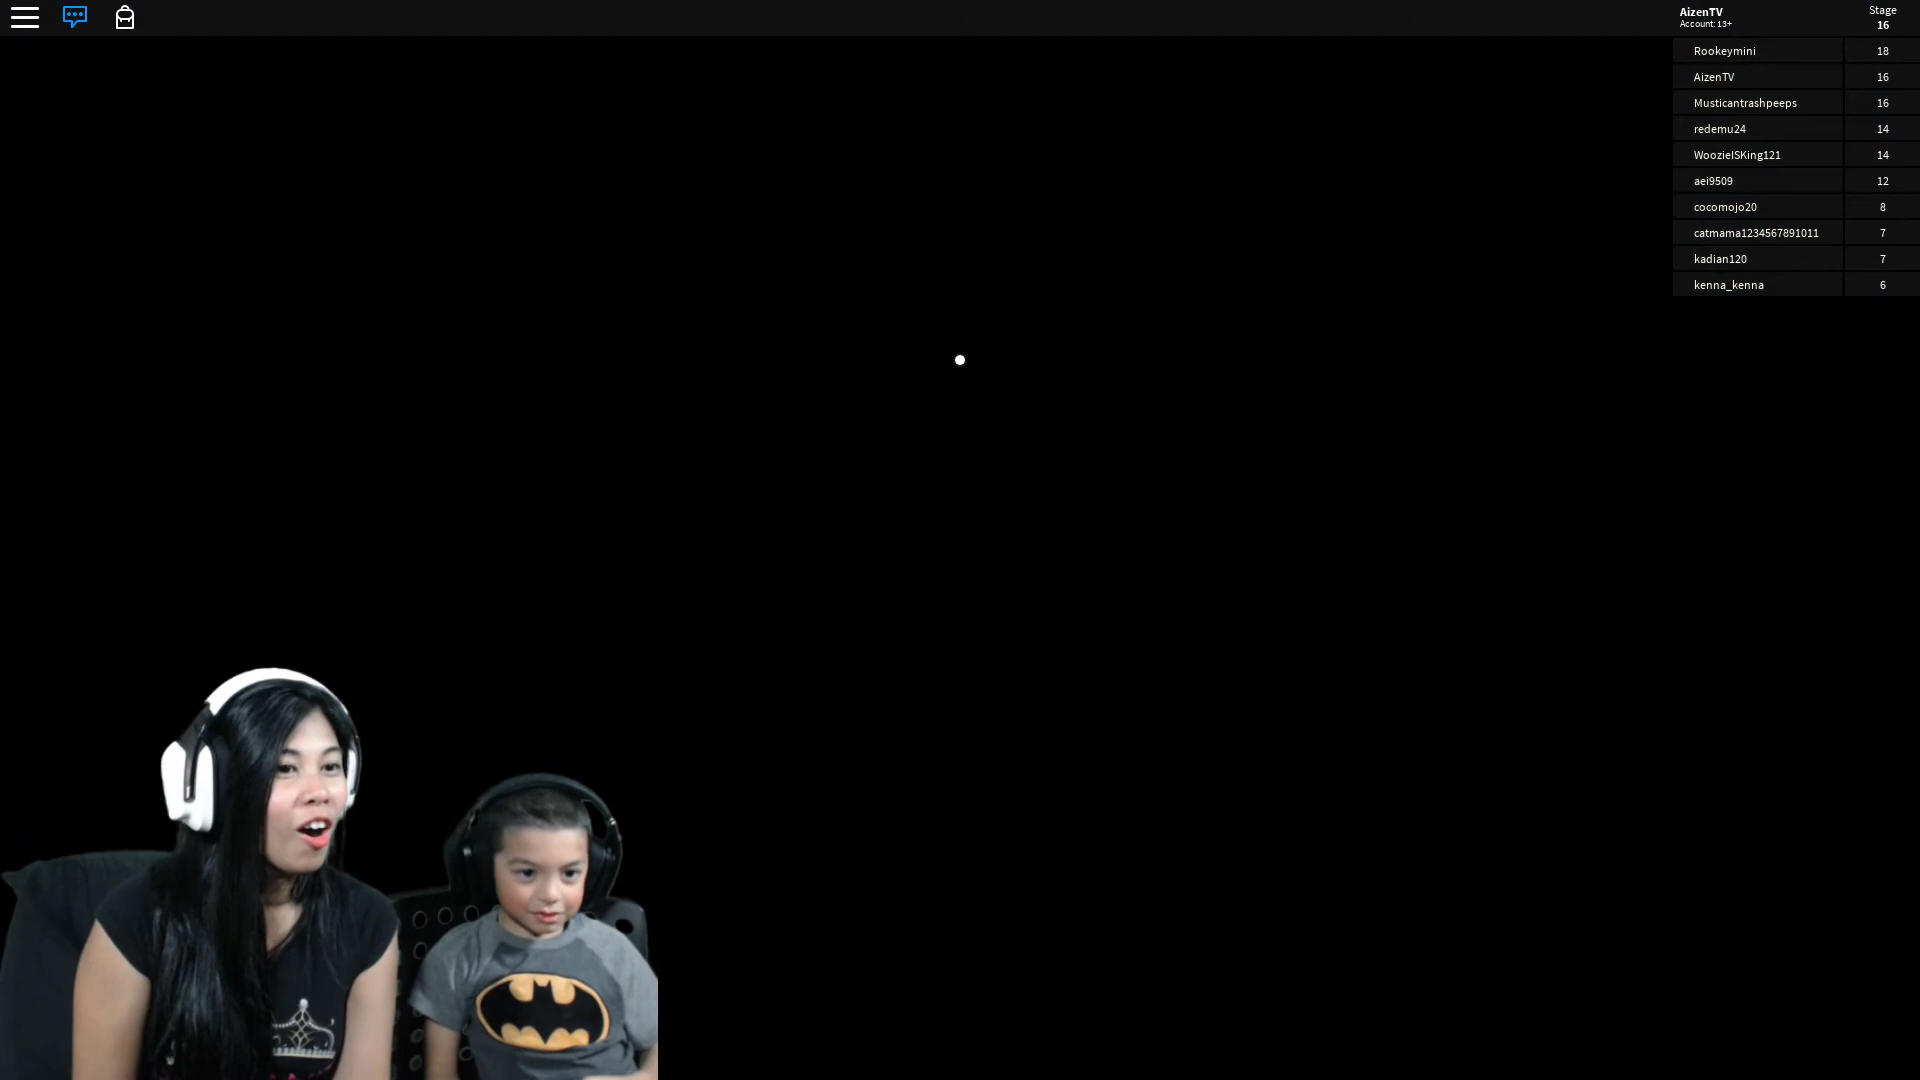 AizenTV
Account: 13+
Stage
16
Rookeymini 18
AizenTV 16
Musticantrashpeeps 16
redemu24 14
WoozieISKing121 14
aei9509 12
cocomojo20 8
catmama1234567891011 7
kadian120 7
kenna_kenna 6